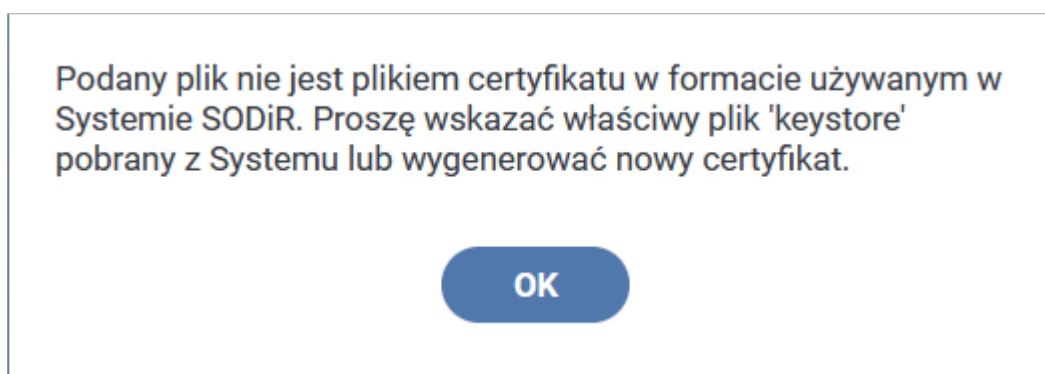 Podany plik nie jest plikiem certyfikatu w formacie używanym w
Systemie SODiR. Proszę wskazać właściwy plik 'keystore'
pobrany z Systemu lub wygenerować nowy certyfikat.
OK